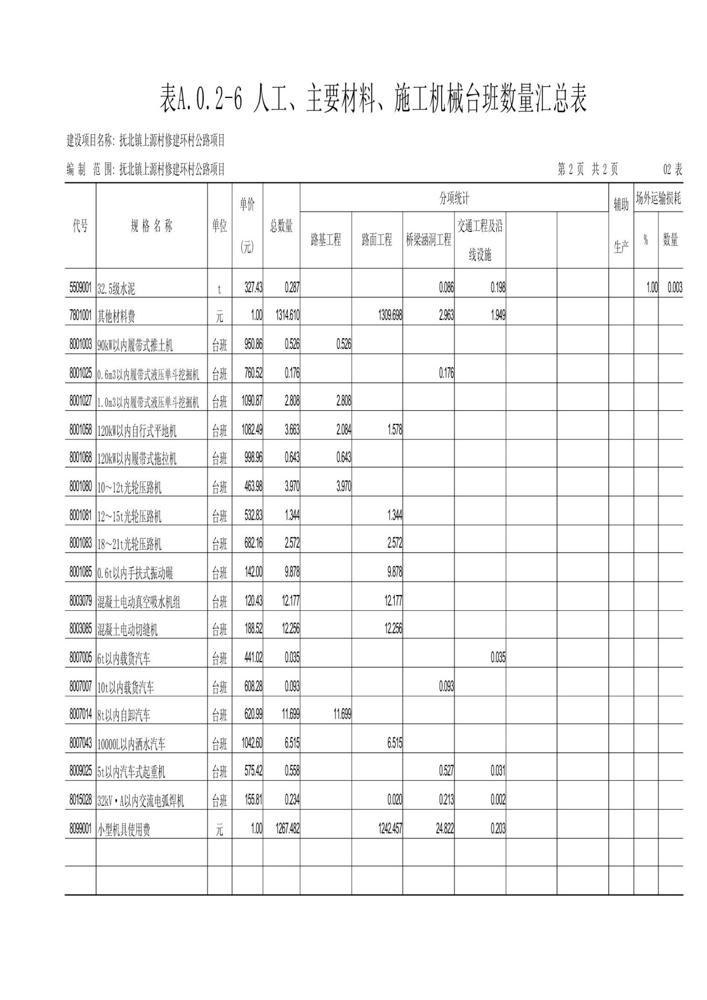 表A.0.2-6 人工、主要材料、施工机械台班数量汇总表
建设项目名称: 抚北镇上源村修建环村公路项目
编 制 范 围: 抚北镇上源村修建环村公路项目 第 2 页 共 2 页 02 表
代号 规 格 名 称 单位 单价 (元) 总数量 分项统计 辅助 生产 场外运输损耗
路基工程 路面工程 桥梁涵洞工程 交通工程及沿 线设施 % 数量
5509001 32.5级水泥 t 327.43 0.287 0.086 0.198 1.00 0.003
7801001 其他材料费 元 1.00 1314.610 1309.698 2.963 1.949
8001003 90kW以内履带式推土机 台班 950.86 0.526 0.526
8001025 0.6m3以内履带式液压单斗挖掘机 台班 760.52 0.176 0.176
8001027 1.0m3以内履带式液压单斗挖掘机 台班 1090.87 2.808 2.808
8001058 120kW以内自行式平地机 台班 1082.49 3.663 2.084 1.578
8001068 120kW以内履带式拖拉机 台班 998.96 0.643 0.643
8001080 10～12t光轮压路机 台班 463.98 3.970 3.970
8001081 12～15t光轮压路机 台班 532.83 1.344 1.344
8001083 18～21t光轮压路机 台班 682.16 2.572 2.572
8001085 0.6t以内手扶式振动碾 台班 142.00 9.878 9.878
8003079 混凝土电动真空吸水机组 台班 120.43 12.177 12.177
8003085 混凝土电动切缝机 台班 188.52 12.256 12.256
8007005 6t以内载货汽车 台班 441.02 0.035 0.035
8007007 10t以内载货汽车 台班 608.28 0.093 0.093
8007014 8t以内自卸汽车 台班 620.99 11.699 11.699
8007043 10000L以内洒水汽车 台班 1042.60 6.515 6.515
8009025 5t以内汽车式起重机 台班 575.42 0.558 0.527 0.031
8015028 32kV·A以内交流电弧焊机 台班 155.81 0.234 0.020 0.213 0.002
8099001 小型机具使用费 元 1.00 1267.482 1242.457 24.822 0.203